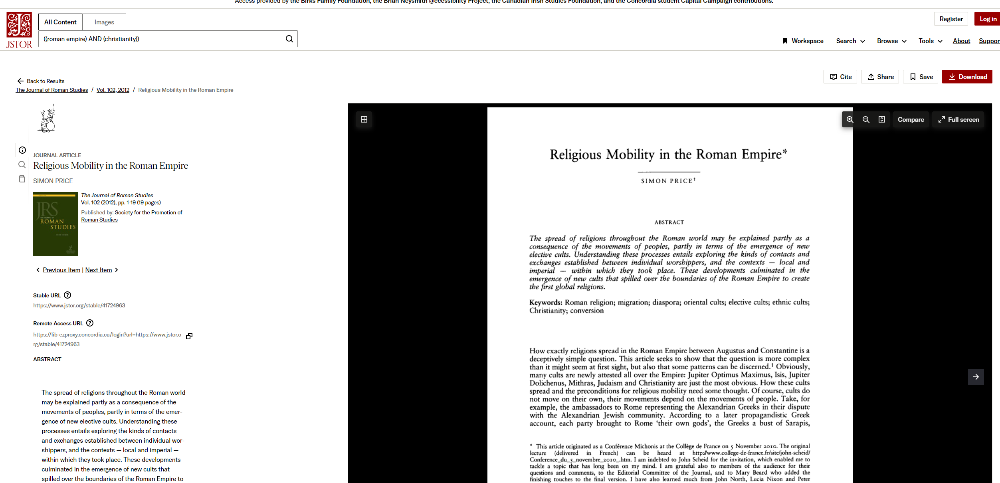 Access provided by the Birks Family Foundation, the Brian Neysmith @ccessibility Project, the Canadian Irish Studies Foundation, and the Concordia student Capital Campaign contributions.
JSTOR
All Content
Images
((roman empire) AND (christianity))
Register
Log in
Workspace
Search
Browse
Tools
About
Suppor
Back to Results
The Journal of Roman Studies / Vol. 102, 2012 / Religious Mobility in the Roman Empire
Cite
Share
Save
Download
ROMA
JOURNAL ARTICLE
Religious Mobility in the Roman Empire
SIMON PRICE
JRS
THE JOURNAL OF
ROMAN
STUDIES
The Journal of Roman Studies
Vol. 102 (2012), pp. 1-19 (19 pages)
Published by: Society for the Promotion of
Roman Studies
Previous Item | Next Item
Stable URL
https://www.jstor.org/stable/41724963
Remote Access URL
https://lib-ezproxy.concordia.ca/login?url=https://www.jstor.o
rg/stable/41724963
ABSTRACT
The spread of religions throughout the Roman world
may be explained partly as a consequence of the
movements of peoples, partly in terms of the emer-
gence of new elective cults. Understanding these
processes entails exploring the kinds of contacts
and exchanges established between individual wor-
shippers, and the contexts — local and imperial —
within which they took place. These developments
culminated in the emergence of new cults that
spilled over the boundaries of the Roman Empire to
Compare
Full screen
Religious Mobility in the Roman Empire*
SIMON PRICE†
ABSTRACT
The spread of religions throughout the Roman world may be explained partly as a
consequence of the movements of peoples, partly in terms of the emergence of new
elective cults. Understanding these processes entails exploring the kinds of contacts and
exchanges established between individual worshippers, and the contexts — local and
imperial — within which they took place. These developments culminated in the
emergence of new cults that spilled over the boundaries of the Roman Empire to create
the first global religions.
Keywords: Roman religion; migration; diaspora; oriental cults; elective cults; ethnic cults;
Christianity; conversion
How exactly religions spread in the Roman Empire between Augustus and Constantine is a
deceptively simple question. This article seeks to show that the question is more complex
than it might seem at first sight, but also that some patterns can be discerned.¹ Obviously,
many cults are newly attested all over the Empire: Jupiter Optimus Maximus, Isis, Jupiter
Dolichenus, Mithras, Judaism and Christianity are just the most obvious. How these cults
spread and the preconditions for religious mobility need some thought. Of course, cults do
not move on their own, their movements depend on the movements of people. Take, for
example, the ambassadors to Rome representing the Alexandrian Greeks in their dispute
with the Alexandrian Jewish community. According to a later propagandistic Greek
account, each party brought to Rome ‘their own gods’, the Greeks a bust of Sarapis,
* This article originated as a Conférence Michonis at the Collège de France on 5 November 2010. The original
lecture (delivered in French) can be heard at http://www.college-de-france.fr/site/john-scheid/
Conference_du_5_novembre_2010_.htm. I am indebted to John Scheid for the invitation, which enabled me to
tackle a topic that has long been on my mind. I am grateful also to members of the audience for their
questions and comments, to the Editorial Committee of the Journal, and to Mary Beard who added the
finishing touches to the final version. I have also learned much from John North, Lucia Nixon and Peter